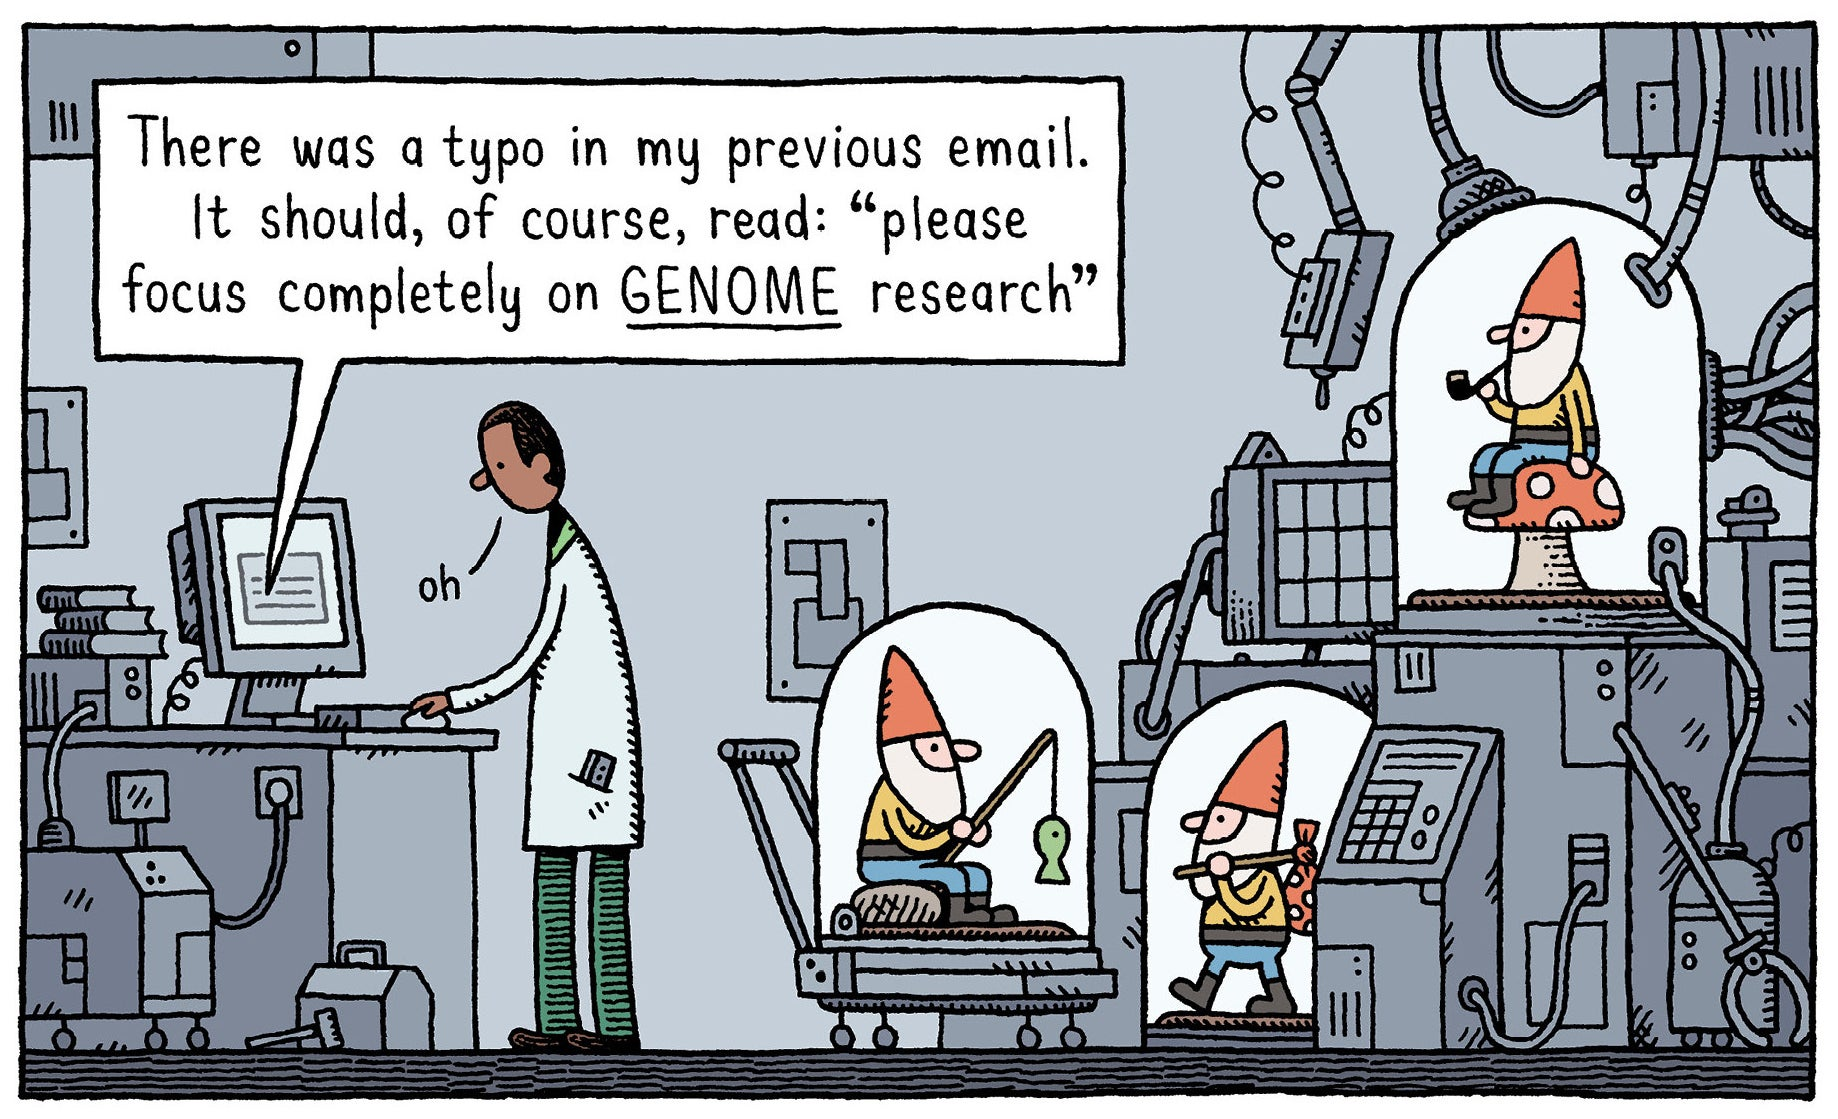 There was a typo in my previous email.
It should, of course, read: “please
focus completely on GENOME research”
oh